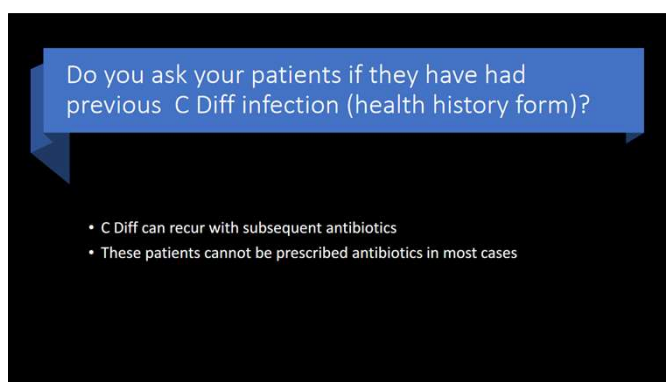 Do you ask your patients if they have had
previous C Diff infection (health history form)?
• C Diff can recur with subsequent antibiotics
• These patients cannot be prescribed antibiotics in most cases